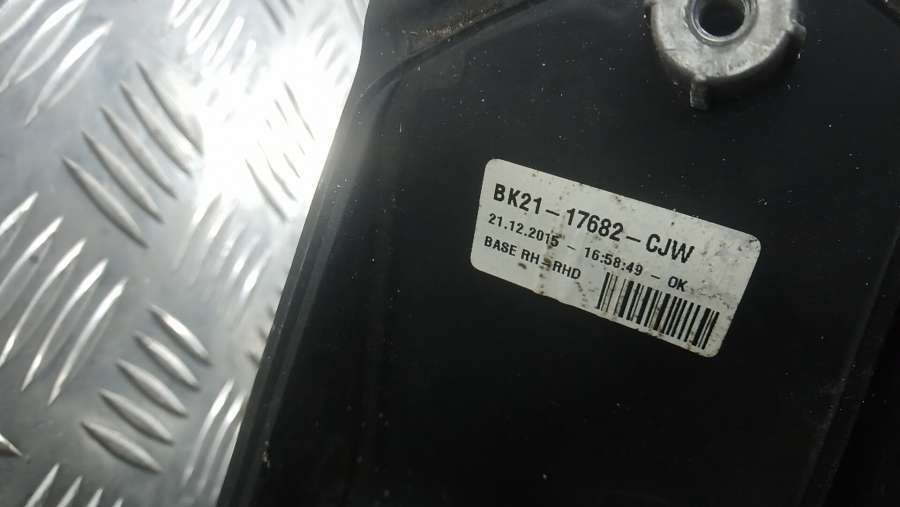 BK21-17682-CJW
21.12.2015 - 16:58:49 - OK
BASE RH - RHD